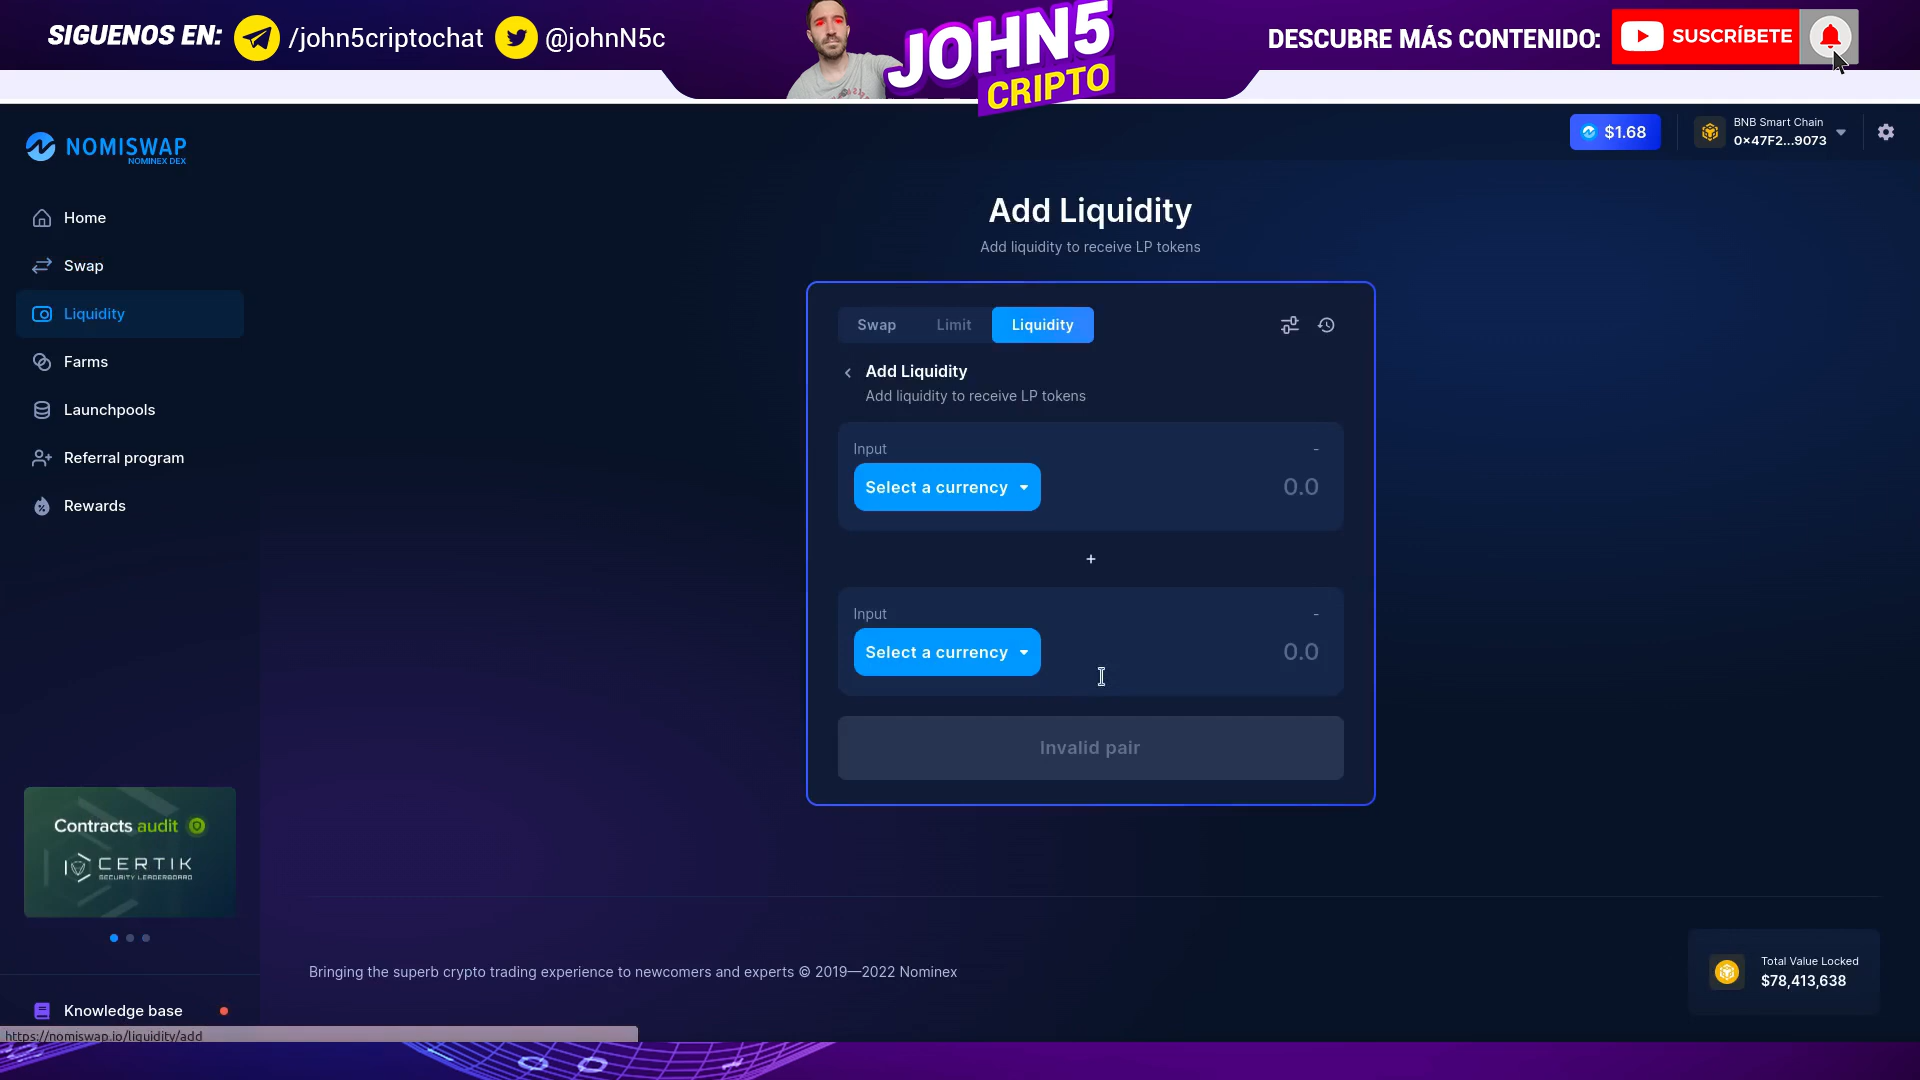 SIGUENOS EN:
/john5criptochat
@johnN5c
JOHN5
CRIPTO
DESCUBRE MÁS CONTENIDO:
SUSCRÍBETE
NOMISWAP
NOMINEX DEX
$1.68
BNB Smart Chain
0×47F2...9073
Home
Swap
Liquidity
Farms
Launchpools
Referral program
Rewards
Add Liquidity
Add liquidity to receive LP tokens
Swap
Limit
Liquidity
Add Liquidity
Add liquidity to receive LP tokens
Input
-
Select a currency
0.0
+
Input
-
Select a currency
0.0
Invalid pair
Contracts audit
CERTIK
SECURITY LEADERBOARD
Bringing the superb crypto trading experience to newcomers and experts © 2019—2022 Nominex
Total Value Locked
$78,413,638
Knowledge base
https://nomiswap.io/liquidity/add